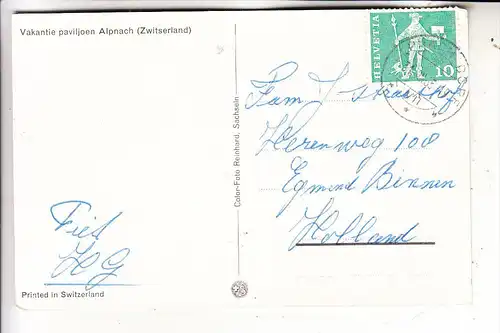 Vakantie paviljoen Alpnach (Zwitserland)
HELVETIA
10
Fam J
Herenweg 108
Egmond Binnen
Holland
Color-Foto Reinhard, Sachseln
Printed in Switzerland